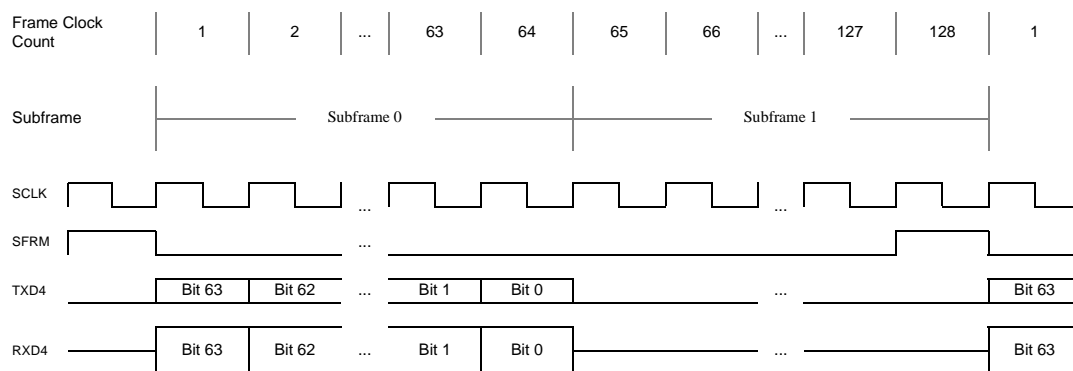 Frame Clock
Count
1 2 ... 63 64 65 66 ... 127 128 1
Subframe Subframe 0 Subframe 1
SCLK ... ...
SFRM ...
TXD4 Bit 63 Bit 62 ... Bit 1 Bit 0 ... Bit 63
RXD4 Bit 63 Bit 62 ... Bit 1 Bit 0 ... Bit 63